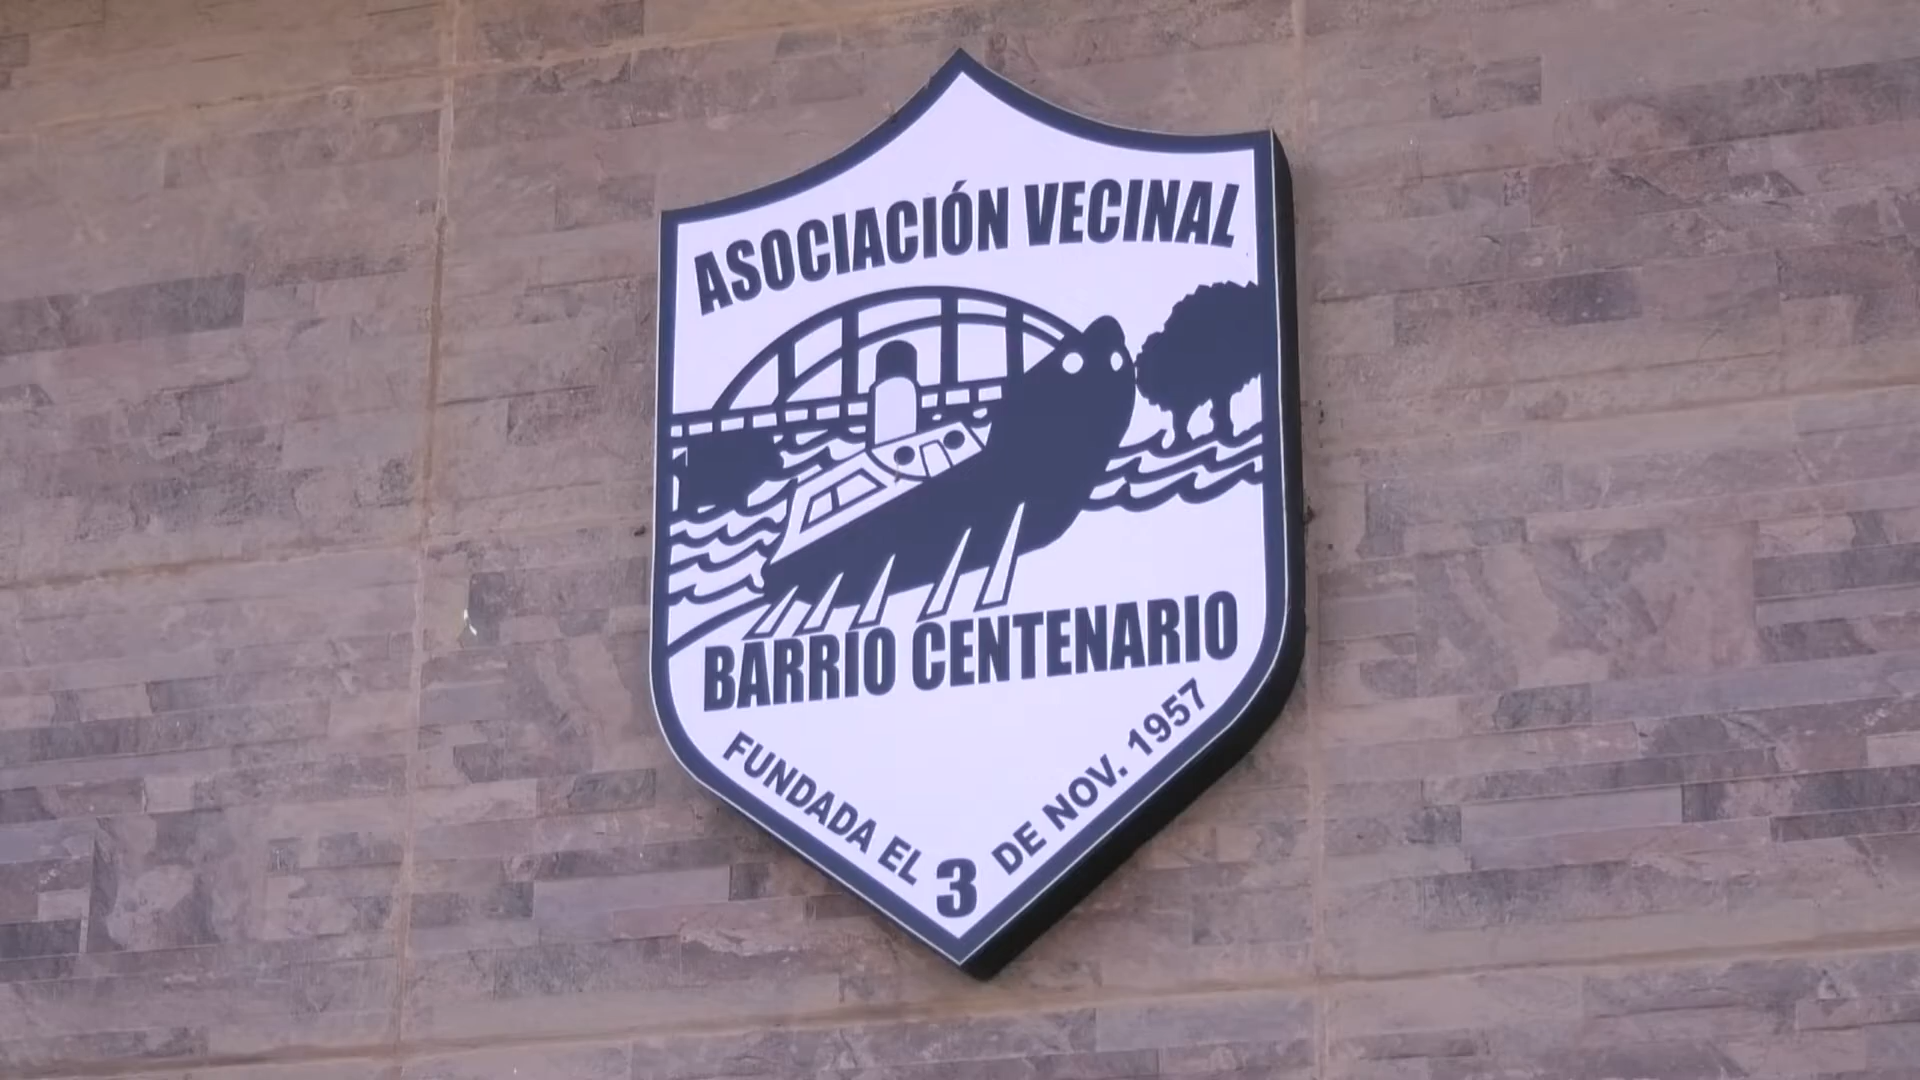 ASOCIACIÓN VECINAL
BARRIO CENTENARIO
FUNDADA EL 3 DE NOV. 1957